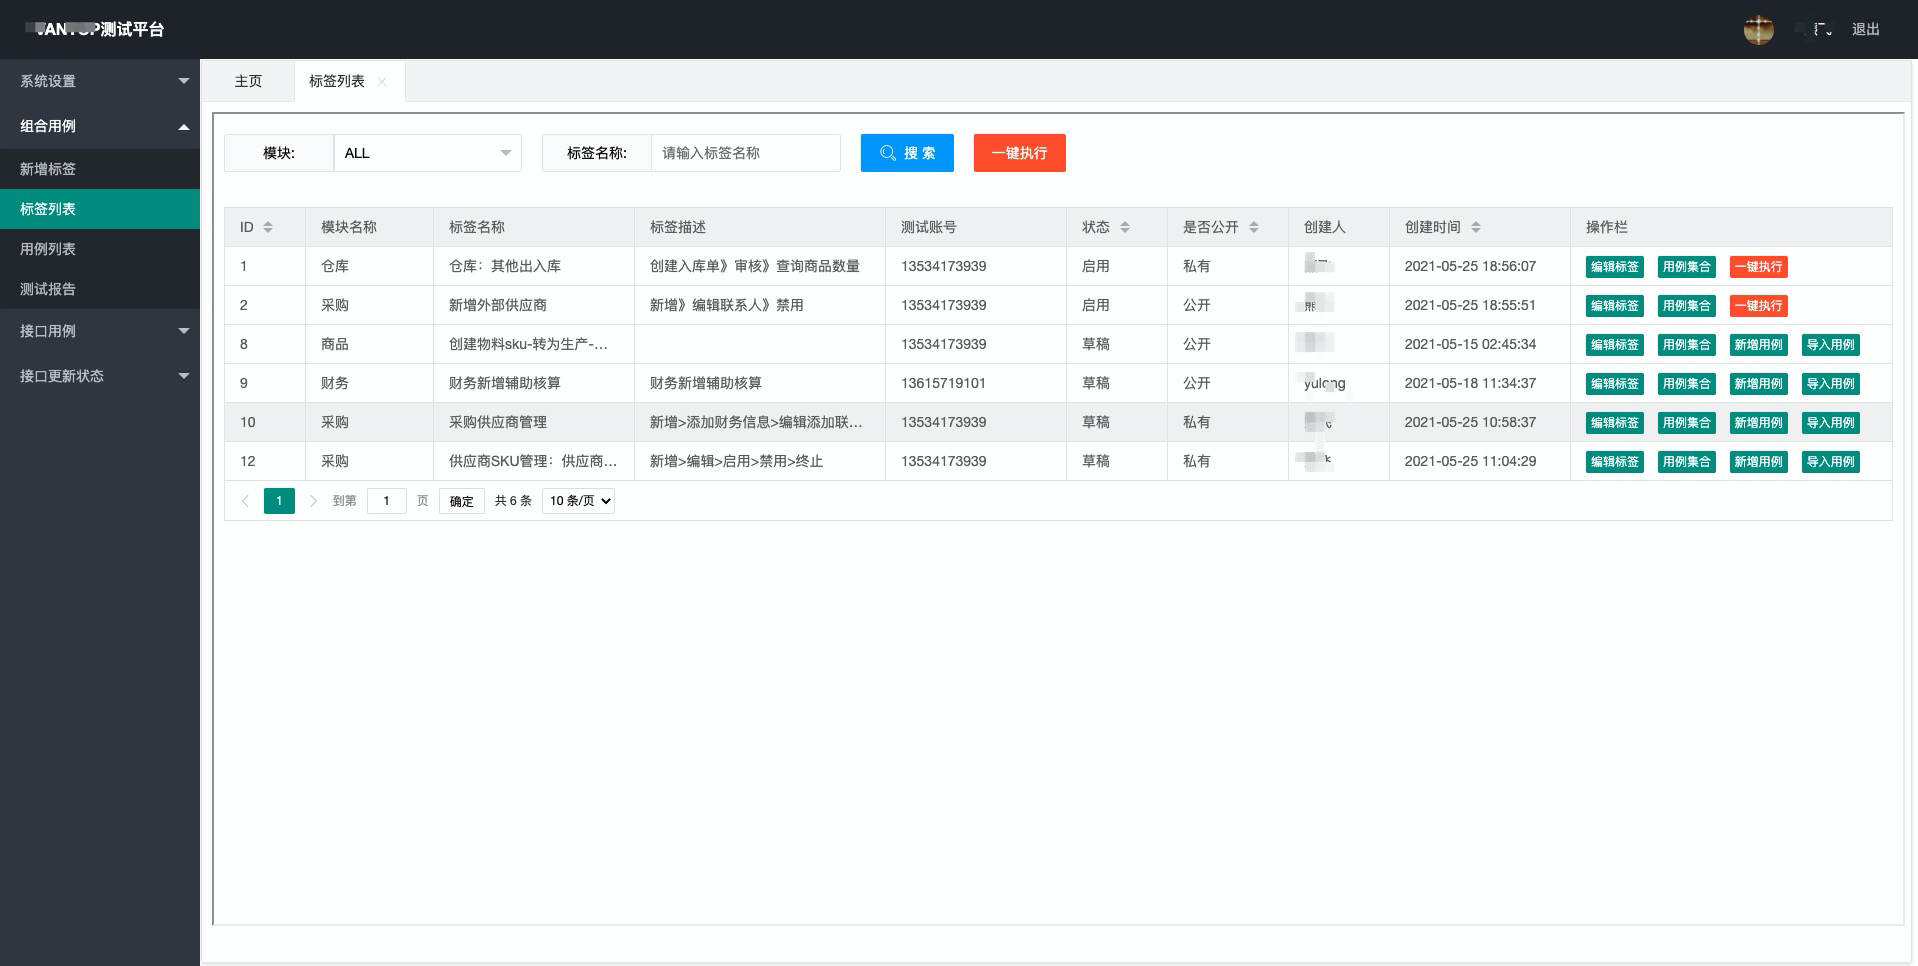 测试平台
退出
系统设置
组合用例
新增标签
标签列表
用例列表
测试报告
接口用例
接口更新状态
主页 标签列表
模块: ALL 标签名称: 请输入标签名称 搜 索 一键执行
ID 模块名称 标签名称 标签描述 测试账号 状态 是否公开 创建人 创建时间 操作栏
1 仓库 仓库：其他出入库 创建入库单》审核》查询商品数量 13534173939 启用 私有 2021-05-25 18:56:07 编辑标签 用例集合 一键执行
2 采购 新增外部供应商 新增》编辑联系人》禁用 13534173939 启用 公开 2021-05-25 18:55:51 编辑标签 用例集合 一键执行
8 商品 创建物料sku-转为生产-... 13534173939 草稿 公开 2021-05-15 02:45:34 编辑标签 用例集合 新增用例 导入用例
9 财务 财务新增辅助核算 财务新增辅助核算 13615719101 草稿 公开 2021-05-18 11:34:37 编辑标签 用例集合 新增用例 导入用例
10 采购 采购供应商管理 新增>添加财务信息>编辑添加联... 13534173939 草稿 私有 2021-05-25 10:58:37 编辑标签 用例集合 新增用例 导入用例
12 采购 供应商SKU管理：供应商... 新增>编辑>启用>禁用>终止 13534173939 草稿 私有 2021-05-25 11:04:29 编辑标签 用例集合 新增用例 导入用例
1 到第 1 页 确定 共 6 条 10 条/页